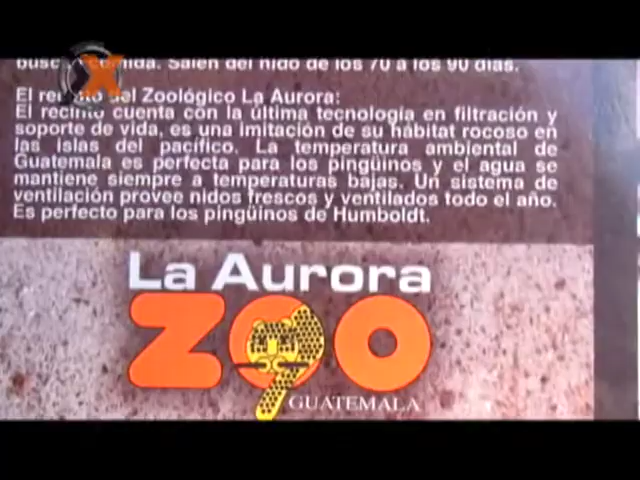 busca comida. Salen del nido de los 70 a los 90 días.
El recinto del Zoológico La Aurora:
El recinto cuenta con la última tecnología en filtración y
soporte de vida, es una imitación de su hábitat rocoso en
las islas del pacífico. La temperatura ambiental de
Guatemala es perfecta para los pingüinos y el agua se
mantiene siempre a temperaturas bajas. Un sistema de
ventilación provee nidos frescos y ventilados todo el año.
Es perfecto para los pingüinos de Humboldt.
La Aurora
ZOO
GUATEMALA